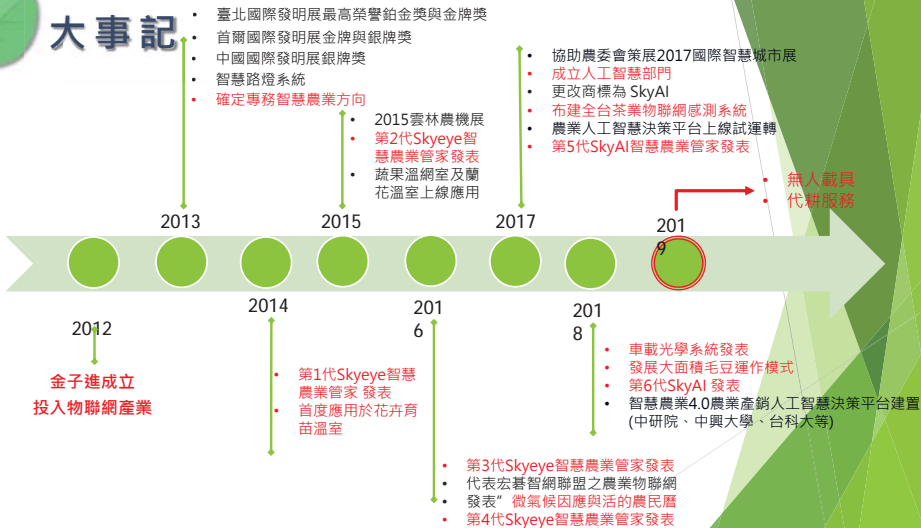 大事記
• 臺北國際發明展最高榮譽鉑金獎與金牌獎
• 首爾國際發明展金牌與銀牌獎
• 中國國際發明展銀牌獎
• 智慧路燈系統
• 確定專務智慧農業方向
• 2015雲林農機展
• 第2代Skyeye智
慧農業管家發表
• 蔬果溫網室及蘭
花溫室上線應用
• 協助農委會策展2017國際智慧城市展
• 成立人工智慧部門
• 更改商標為 SkyAI
• 布建全台茶業物聯網感測系統
• 農業人工智慧決策平台上線試運轉
• 第5代SkyAI智慧農業管家發表
• 無人載員
• 代耕服務
2013
2015
2017
201
9
2012
2014
201
6
201
8
金子進成立
投入物聯網產業
• 第1代Skyeye智慧
農業管家 發表
• 首度應用於花卉育
苗溫室
• 第3代Skyeye智慧農業管家發表
• 代表宏碁智網聯盟之農業物聯網
• 發表”微氣候因應與活的農民曆
• 第4代Skyeye智慧農業管家發表
• 車載光學系統發表
• 發展大面積毛豆運作模式
• 第6代SkyAI 發表
• 智慧農業4.0農業產銷人工智慧決策平台建置
(中研院、中興大學、台科大等)